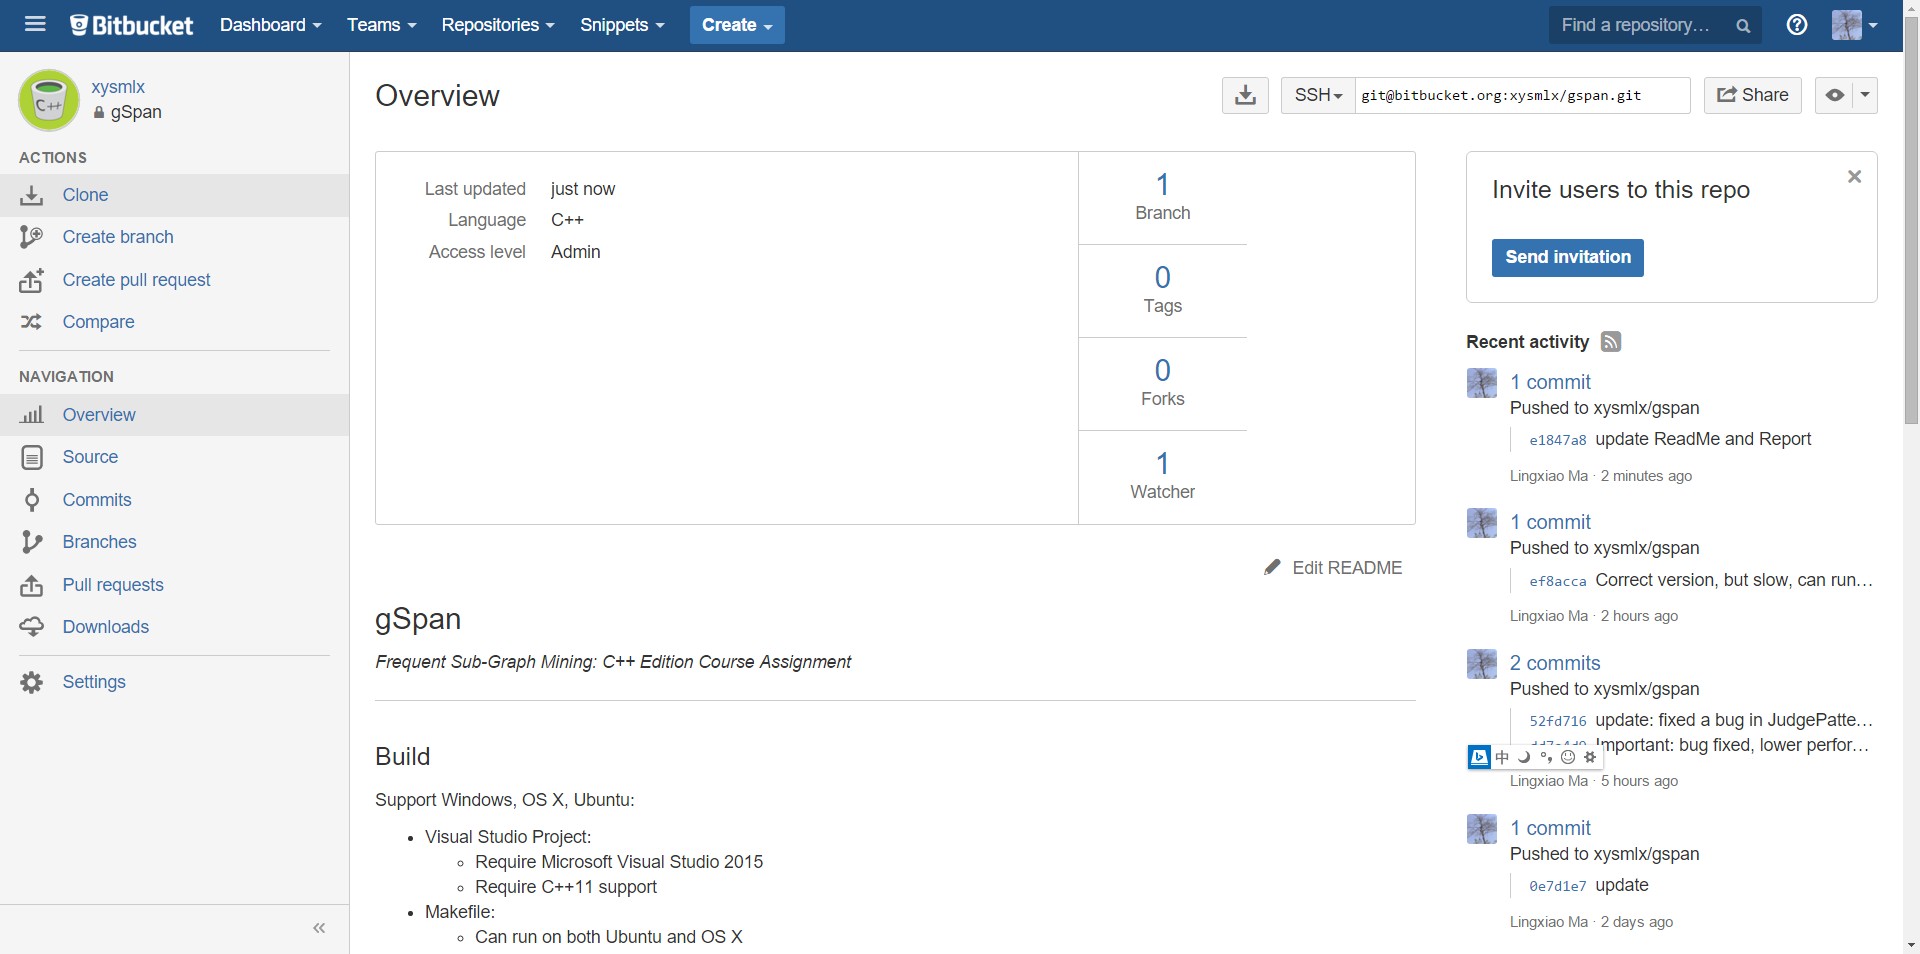 Bitbucket Dashboard Teams Repositories Snippets Create Find a repository…
xysmlx
gSpan
ACTIONS
Clone
Create branch
Create pull request
Compare
NAVIGATION
Overview
Source
Commits
Branches
Pull requests
Downloads
Settings
«
Overview
SSH git@bitbucket.org:xysmlx/gspan.git Share
Last updated just now
Language C++
Access level Admin
1
Branch
0
Tags
0
Forks
1
Watcher
Edit README
gSpan
Frequent Sub-Graph Mining: C++ Edition Course Assignment
Build
Support Windows, OS X, Ubuntu:
• Visual Studio Project:
◦ Require Microsoft Visual Studio 2015
◦ Require C++11 support
• Makefile:
◦ Can run on both Ubuntu and OS X
Invite users to this repo
Send invitation
Recent activity
1 commit
Pushed to xysmlx/gspan
e1847a8 update ReadMe and Report
Lingxiao Ma · 2 minutes ago
1 commit
Pushed to xysmlx/gspan
ef8acca Correct version, but slow, can run…
Lingxiao Ma · 2 hours ago
2 commits
Pushed to xysmlx/gspan
52fd716 update: fixed a bug in JudgePatte…
Important: bug fixed, lower perfor…
中
Lingxiao Ma · 5 hours ago
1 commit
Pushed to xysmlx/gspan
0e7d1e7 update
Lingxiao Ma · 2 days ago
C++